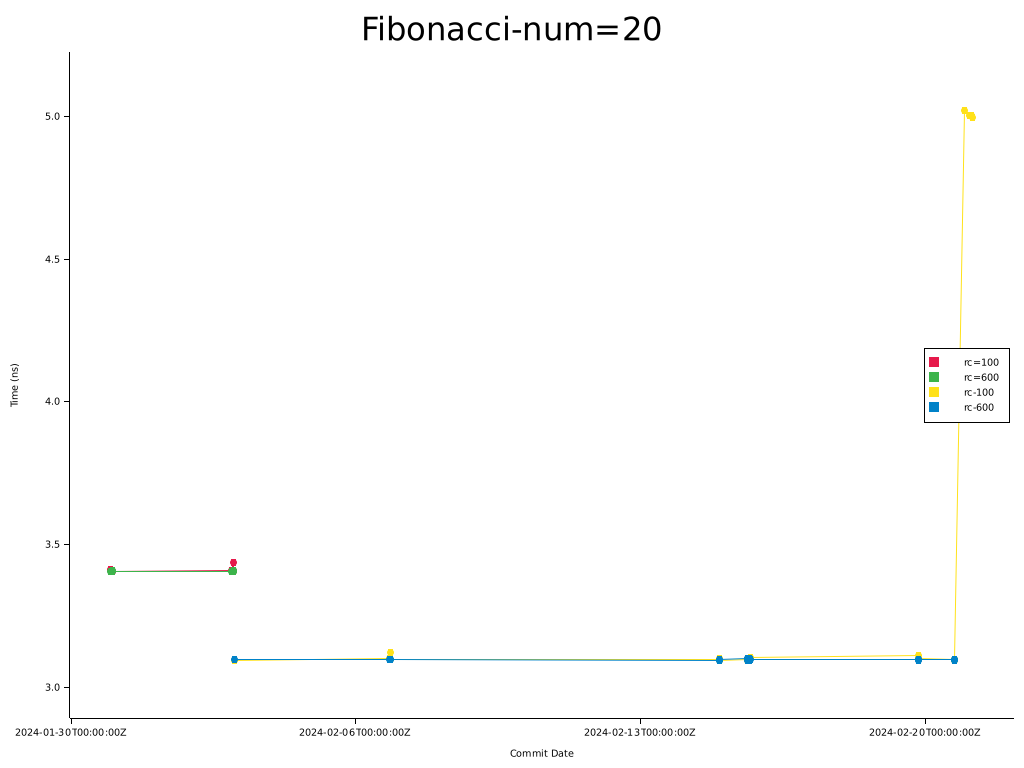 Fibonacci-num=20
Time (ns)
5.0
4.5
4.0
3.5
3.0
rc=100
rc=600
rc-100
rc-600
2024-01-30T00:00:00Z
2024-02-06T00:00:00Z
2024-02-13T00:00:00Z
2024-02-20T00:00:00Z
Commit Date